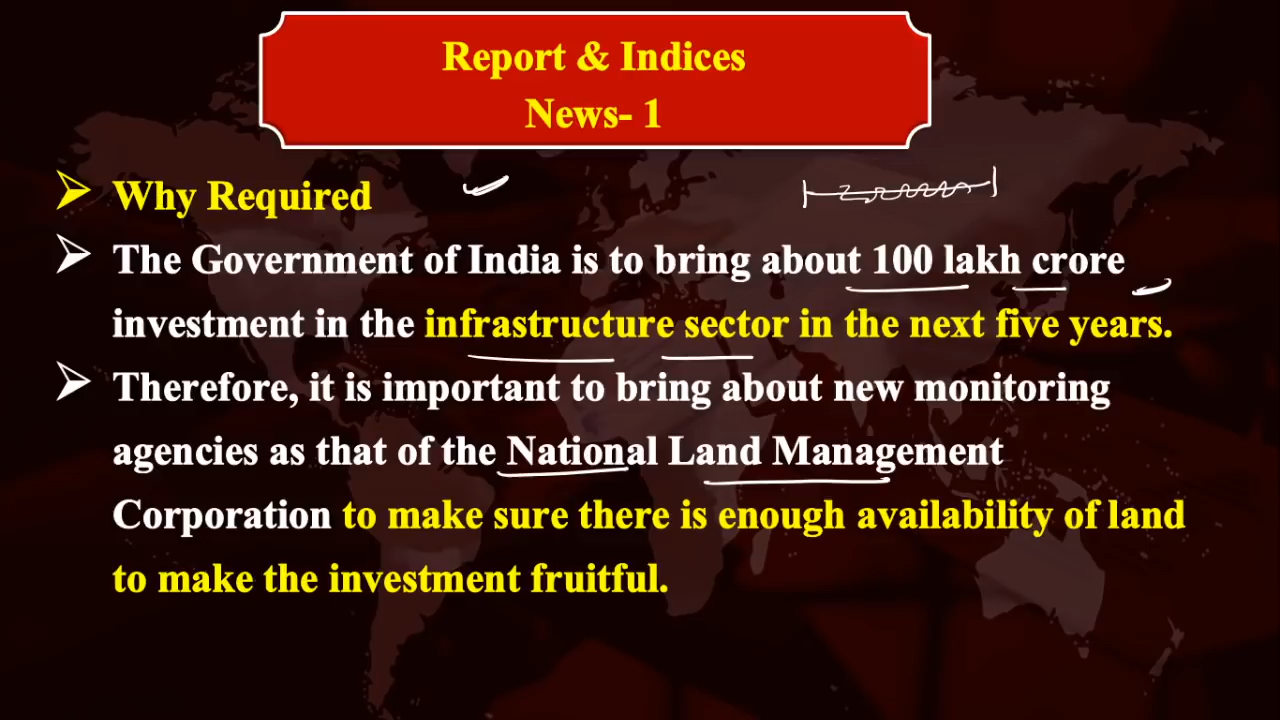 Report & Indices
News- 1
Why Required
The Government of India is to bring about 100 lakh crore
investment in the infrastructure sector in the next five years.
Therefore, it is important to bring about new monitoring
agencies as that of the National Land Management
Corporation to make sure there is enough availability of land
to make the investment fruitful.